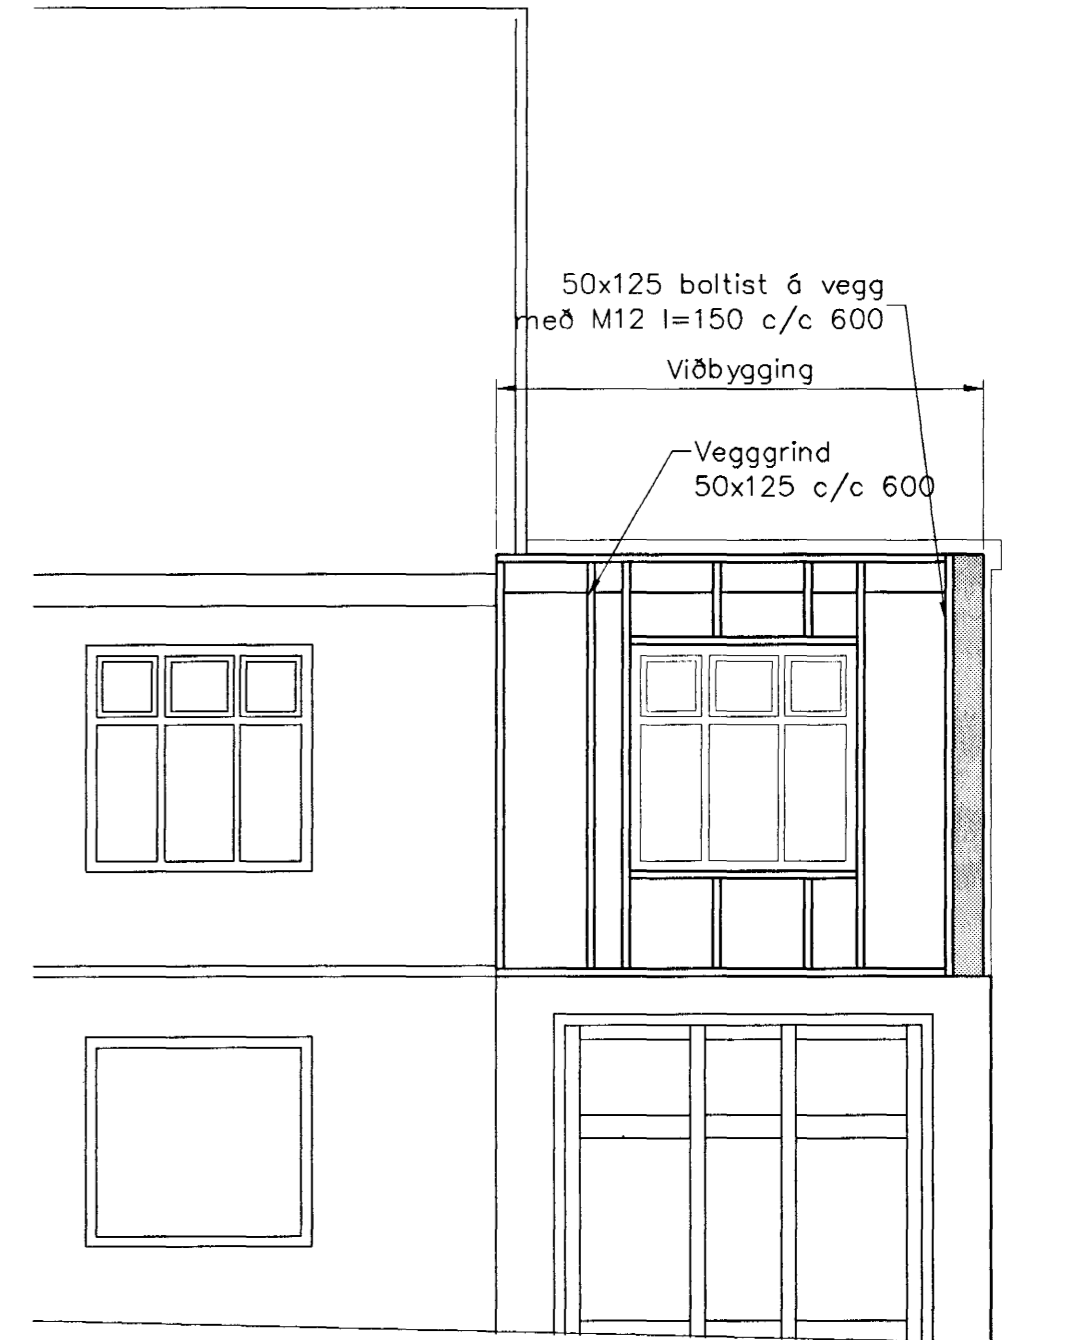 50x125 boltist á vegg
með M12 l=150 c/c 600
Viðbygging
Vegggrind
50x125 c/c 600